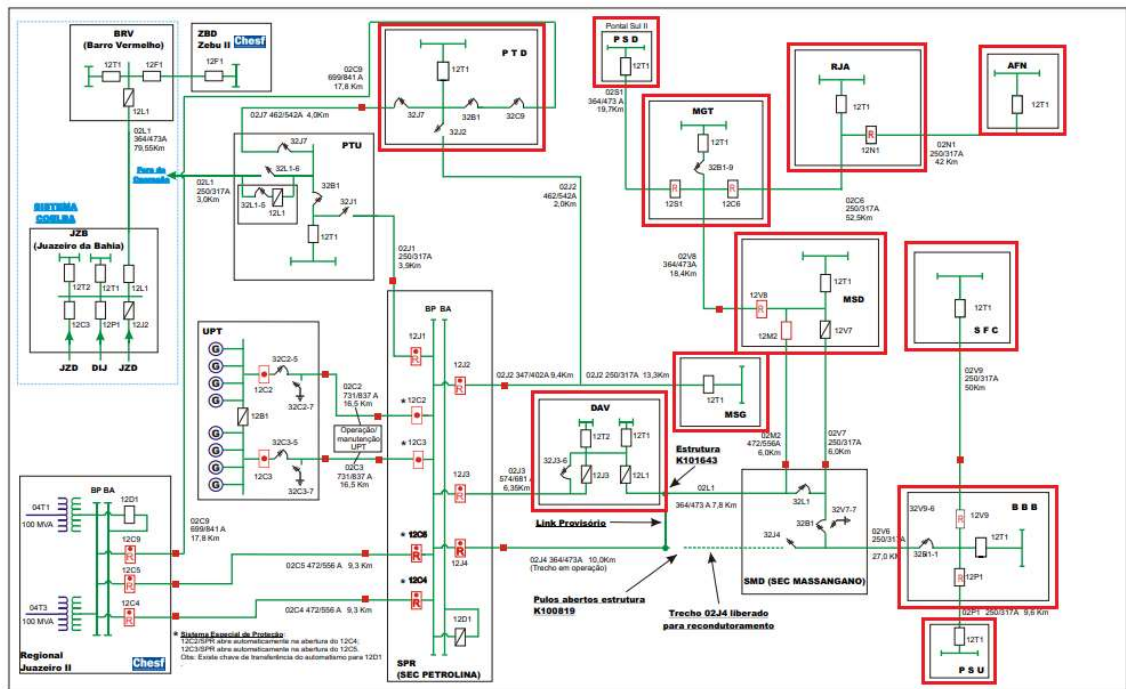 BRV
(Barro Vermelho)
12T1
12F1
12L1
ZBD
Zebu II
Chesf
12F1
02C9
699/841 A
17,8 Km
P T D
12T1
32J7
32B1
32C9
32J2
Pontal Sul II
P S D
12T1
02S1
364/473 A
19,7Km
RJA
12T1
12N1
R
AFN
12T1
02N1
250/317A
42 Km
MGT
12T1
32B1-9
R
R
12S1
12C6
02C6
250/317A
52,5Km
02L1
364/473A
79,55Km
02J7 462/542A 4,0Km
PTU
32J7
32L1-6
32B1
32J1
32L1-5
12L1
12T1
Fora de
Operação
02L1
250/317A
3,0Km
02J2
462/542A
2,0Km
02J1
250/317A
3,9Km
02V8
364/473A
18,4Km
SISTEMA
COELBA
JZB
(Juazeiro da Bahia)
12T2
12T1
12L1
12C3
12P1
12J2
JZD
DIJ
JZD
12V8
R
12T1
MSD
12M2
12V7
S F C
12T1
02V9
250/317A
50Km
UPT
G
G
G
G
G
G
G
G
12B1
32C2-5
12C2
32C2-7
32C3-5
12C3
32C3-7
02C2
731/837 A
16,5 Km
Operação/
manutenção
UPT
02C3
731/837 A
16,5 Km
BP BA
12J1
R
12J2
R
* 12C2
* 12C3
12J3
R
* 12C5
R
12J4
R
* 12C4
R
12D1
SPR
(SEC PETROLINA)
02J2 347/402A 9,4Km
02J2 250/317A 13,3Km
12T1
MSG
DAV
12T2
12T1
32J3-6
12J3
12L1
02J3
574/681 A
6,35Km
Estrutura
K101643
02L1
364/473 A 7,8 Km
Link Provisório
02M2
472/556A
6,0Km
02V7
250/317A
6,0Km
32L1
32V7-7
32B1
32J4
SMD (SEC MASSANGANO)
02V6
250/317A
27,0 KM
32V9-6
12V9
R
B B B
12T1
12P1
R
02P1 250/317A 9,6 Km
12T1
P S U
02J4 364/473A 10,0Km
(Trecho em operação)
Pulos abertos estrutura
K100819
Trecho 02J4 liberado
para recondutoramento
BP BA
12D1
04T1
100 MVA
12C9
R
12C5
R
04T3
12C4
R
100 MVA
Regional
Juazeiro II
Chesf
02C9
699/841 A
17,8 Km
02C5 472/556 A 9,3 Km
02C4 472/556 A 9,3 Km
* Sistema Especial de Proteção
12C2/SPR abre automaticamente na abertura do 12C4;
12C3/SPR abre automaticamente na abertura do 12C5.
Obs: Existe chave de transferência do automatismo para 12D1